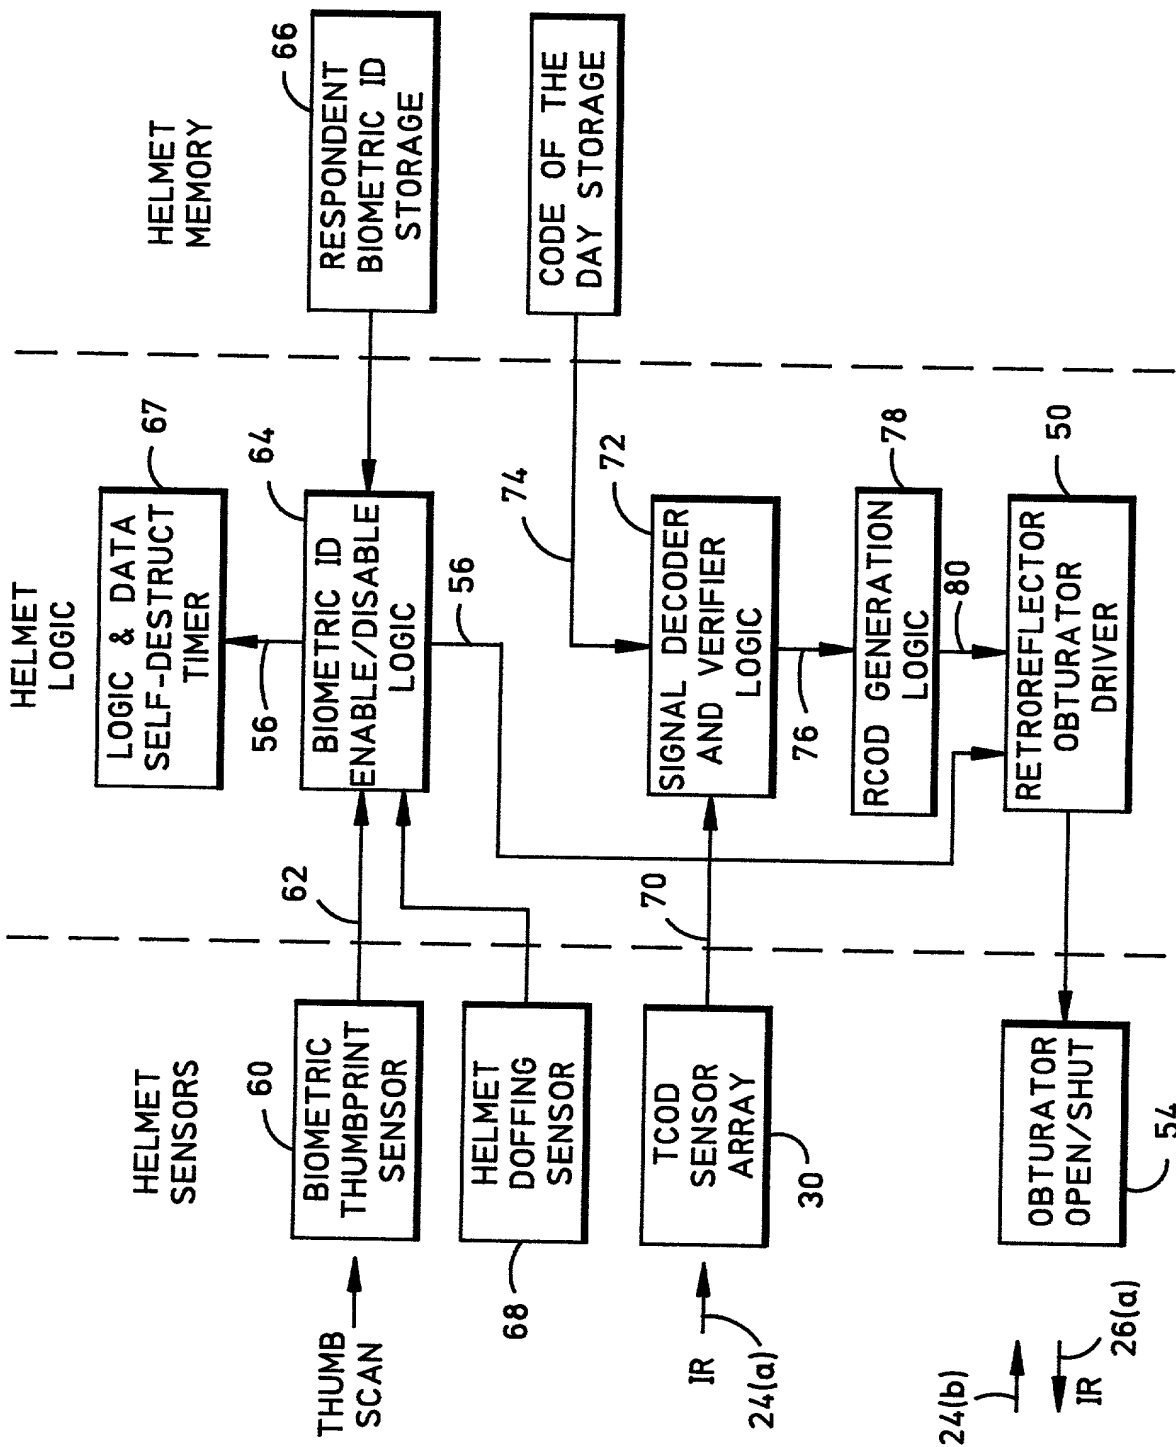 HELMET
SENSORS
HELMET
LOGIC
HELMET
MEMORY
THUMB
SCAN
60
BIOMETRIC
THUMBPRINT
SENSOR
62
67
LOGIC & DATA
SELF-DESTRUCT
TIMER
56
64
BIOMETRIC ID
ENABLE/DISABLE
LOGIC
56
66
RESPONDENT
BIOMETRIC ID
STORAGE
HELMET
DOFFING
SENSOR
68
CODE OF THE
DAY STORAGE
74
72
SIGNAL DECODER
AND VERIFIER
LOGIC
70
TCOD
SENSOR
ARRAY
30
IR
24(a)
76
78
RCOD GENERATION
LOGIC
80
50
RETROREFLECTOR
OBTURATOR
DRIVER
OBTURATOR
OPEN/SHUT
54
24(b)
IR
26(a)